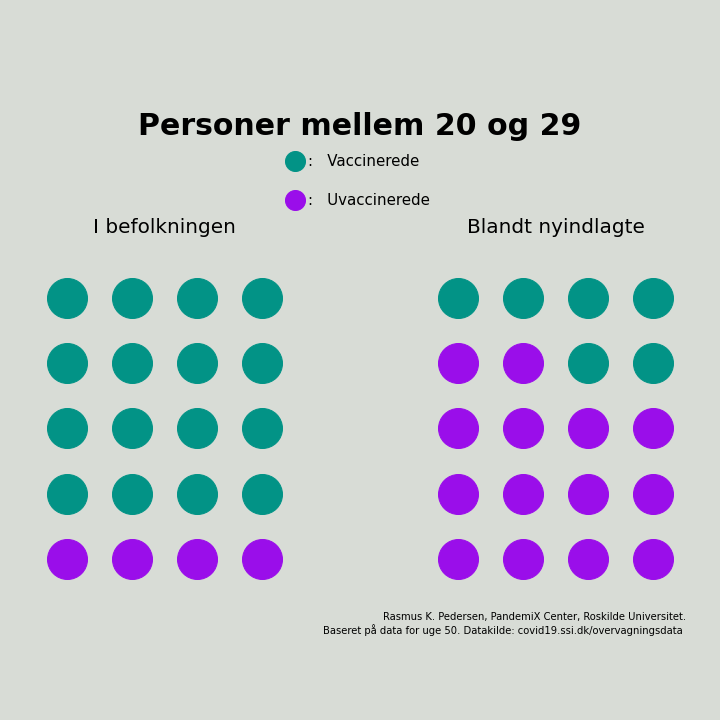 Personer mellem 20 og 29
: Vaccinerede
: Uvaccinerede
I befolkningen
Blandt nyindlagte
Rasmus K. Pedersen, PandemiX Center, Roskilde Universitet.
Baseret på data for uge 50. Datakilde: covid19.ssi.dk/overvagningsdata